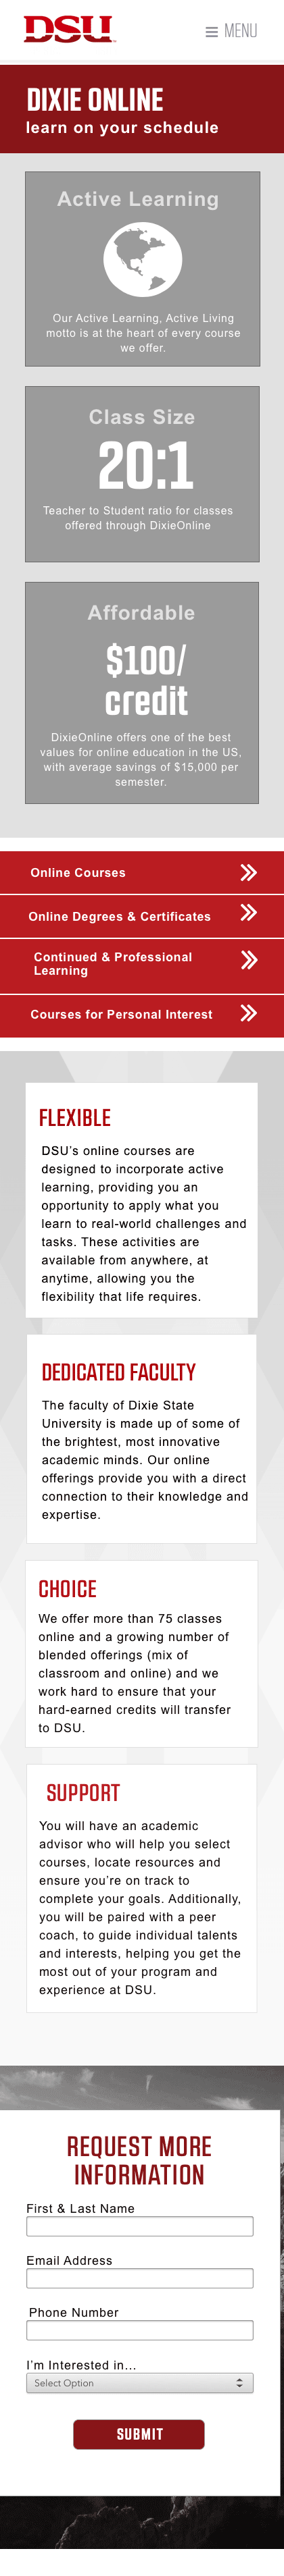 DSU
MENU
DIXIE ONLINE
learn on your schedule
Active Learning
Our Active Learning, Active Living
motto is at the heart of every course
we offer.
Class Size
20:1
Teacher to Student ratio for classes
offered through DixieOnline
Affordable
$100/
credit
DixieOnline offers one of the best
values for online education in the US,
with average savings of $15,000 per
semester.
Online Courses
Online Degrees & Certificates
Continued & Professional
Learning
Courses for Personal Interest
FLEXIBLE
DSU’s online courses are
designed to incorporate active
learning, providing you an
opportunity to apply what you
learn to real-world challenges and
tasks. These activities are
available from anywhere, at
anytime, allowing you the
flexibility that life requires.
DEDICATED FACULTY
The faculty of Dixie State
University is made up of some of
the brightest, most innovative
academic minds. Our online
offerings provide you with a direct
connection to their knowledge and
expertise.
CHOICE
We offer more than 75 classes
online and a growing number of
blended offerings (mix of
classroom and online) and we
work hard to ensure that your
hard-earned credits will transfer
to DSU.
SUPPORT
You will have an academic
advisor who will help you select
courses, locate resources and
ensure you’re on track to
complete your goals. Additionally,
you will be paired with a peer
coach, to guide individual talents
and interests, helping you get the
most out of your program and
experience at DSU.
REQUEST MORE
INFORMATION
First & Last Name
Email Address
Phone Number
I’m Interested in...
Select Option
SUBMIT